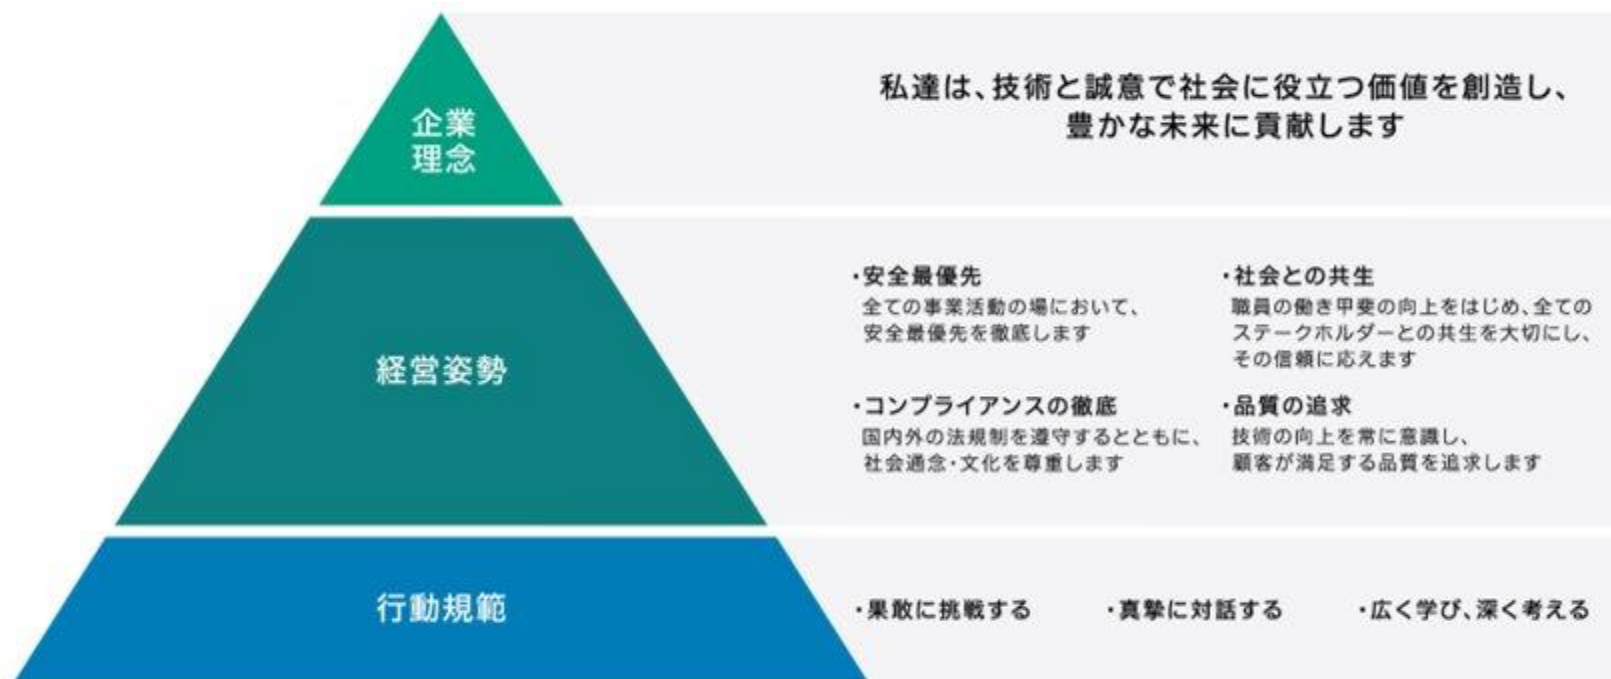 企業
理念
私達は、技術と誠意で社会に役立つ価値を創造し、
豊かな未来に貢献します
経営姿勢
・安全最優先
全ての事業活動の場において、
安全最優先を徹底します
・社会との共生
職員の働き甲斐の向上をはじめ、全ての
ステークホルダーとの共生を大切にし、
その信頼に応えます
・コンプライアンスの徹底
国内外の法規制を遵守するとともに、
社会通念・文化を尊重します
・品質の追求
技術の向上を常に意識し、
顧客が満足する品質を追求します
行動規範
・果敢に挑戦する
・真摯に対話する
・広く学び、深く考える